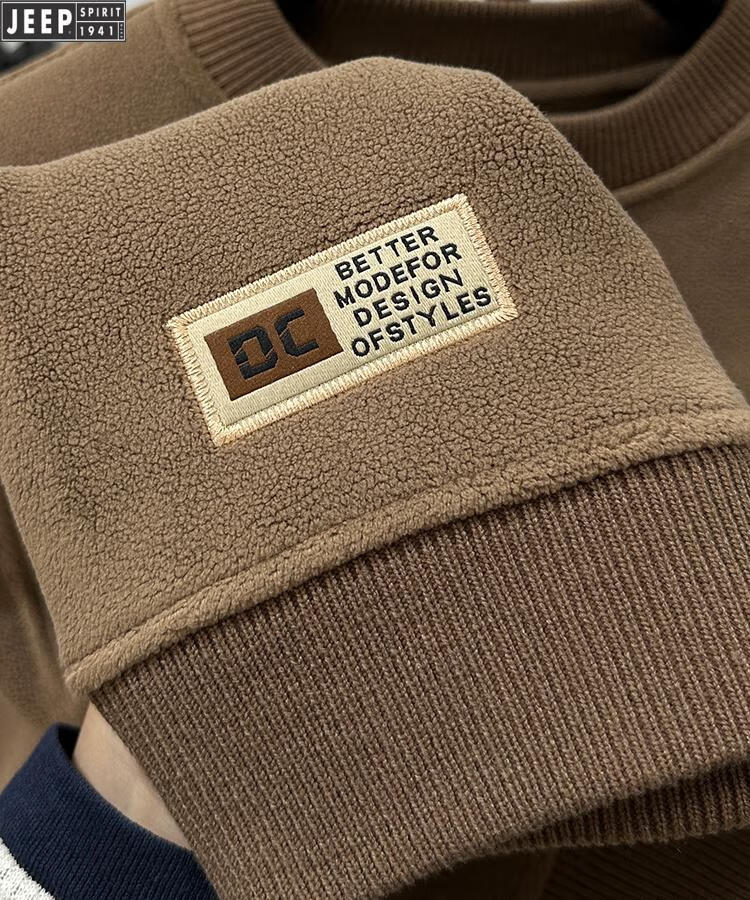 JEEP
SPIRIT
1941
DC
BETTER
MODEFOR
DESIGN
OFSTYLES